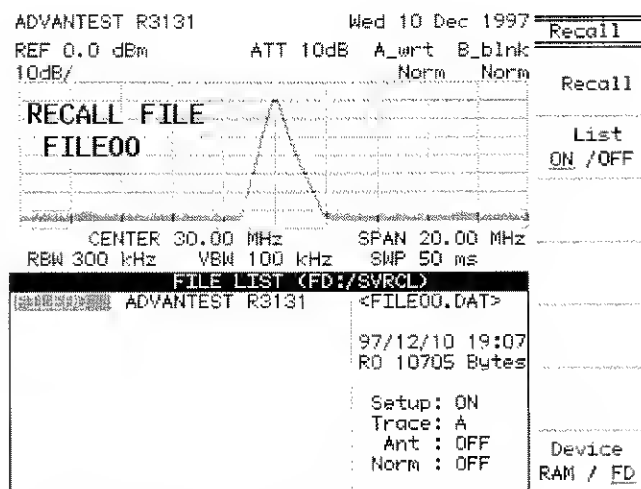 ADVANTEST R3131 Wed 10 Dec 1997
REF 0.0 dBm ATT 10dB A_wrt B_blnk
10dB/ Norm Norm
RECALL FILE
FILE00
CENTER 30.00 MHz SPAN 20.00 MHz
RBW 300 kHz VBW 100 kHz SWP 50 ms
FILE LIST (FD:/SVRCL)
ADVANTEST R3131 <FILE00.DAT>
97/12/10 19:07
RO 10705 Bytes
Setup: ON
Trace: A
Ant : OFF
Norm : OFF
Recall
Recall
List
ON /OFF
Device
RAM / FD